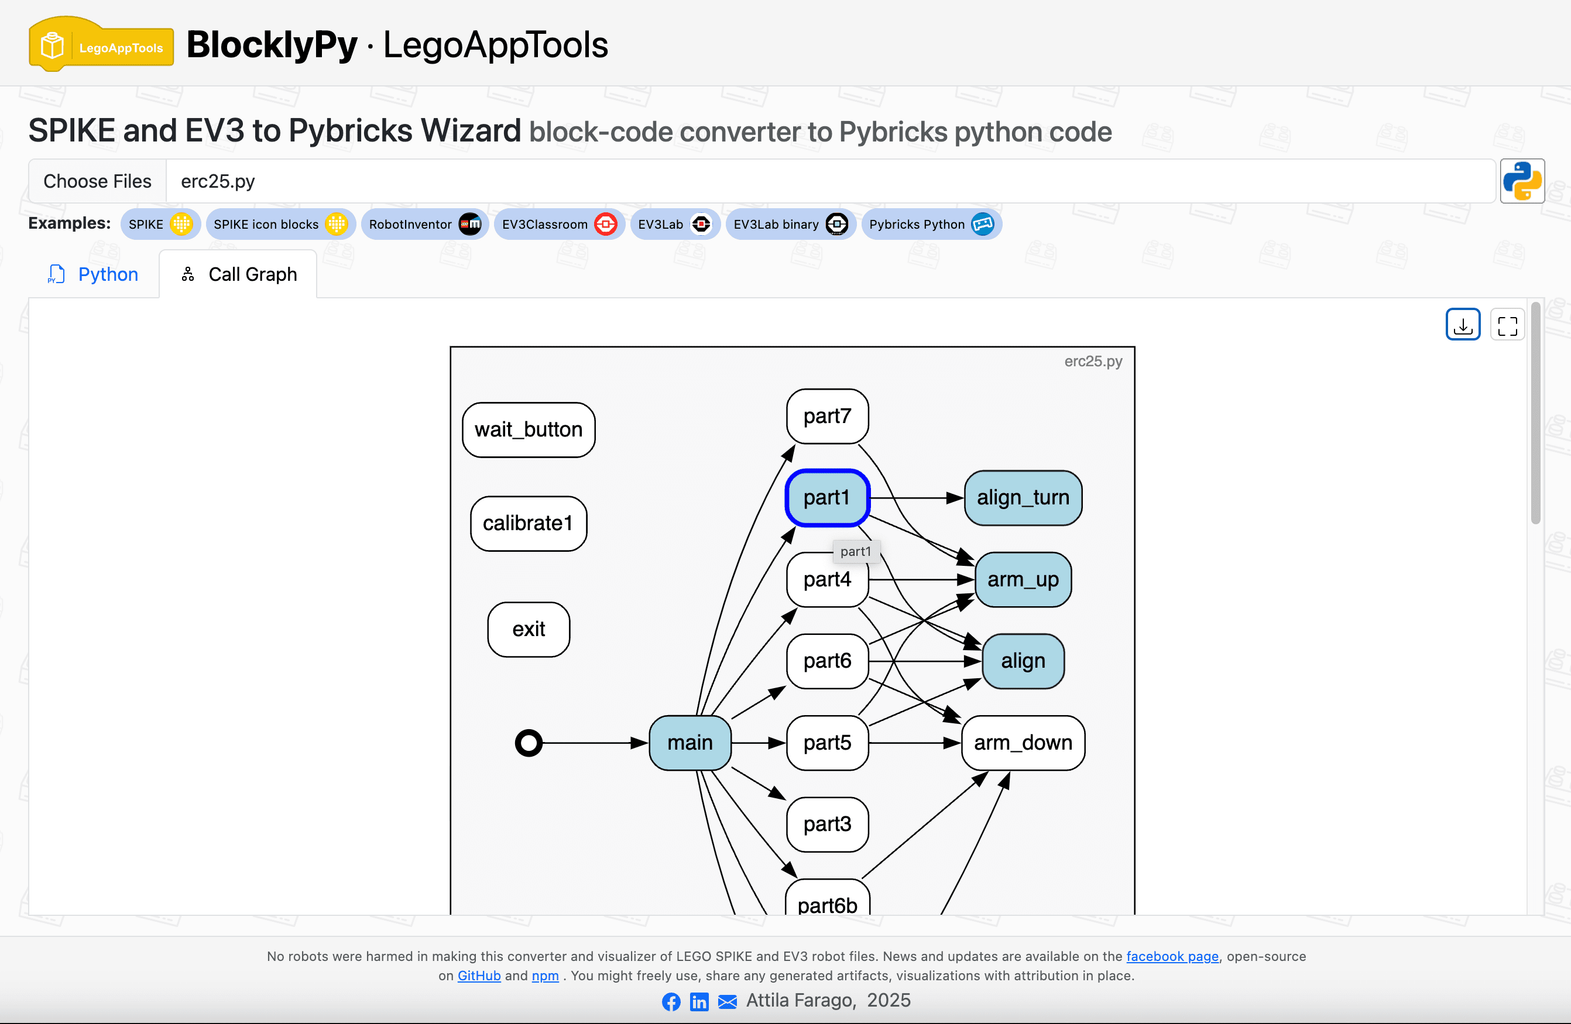 LegoAppTools
BlocklyPy · LegoAppTools
SPIKE and EV3 to Pybricks Wizard block-code converter to Pybricks python code
Choose Files erc25.py
Examples: SPIKE SPIKE icon blocks RobotInventor EV3Classroom EV3Lab EV3Lab binary Pybricks Python
Python Call Graph
erc25.py
part7
wait_button
part1 align_turn
calibrate1
part1
part4 arm_up
exit
part6 align
main part5 arm_down
part3
part6b
No robots were harmed in making this converter and visualizer of LEGO SPIKE and EV3 robot files. News and updates are available on the facebook page, open-source
on GitHub and npm . You might freely use, share any generated artifacts, visualizations with attribution in place.
Attila Farago, 2025